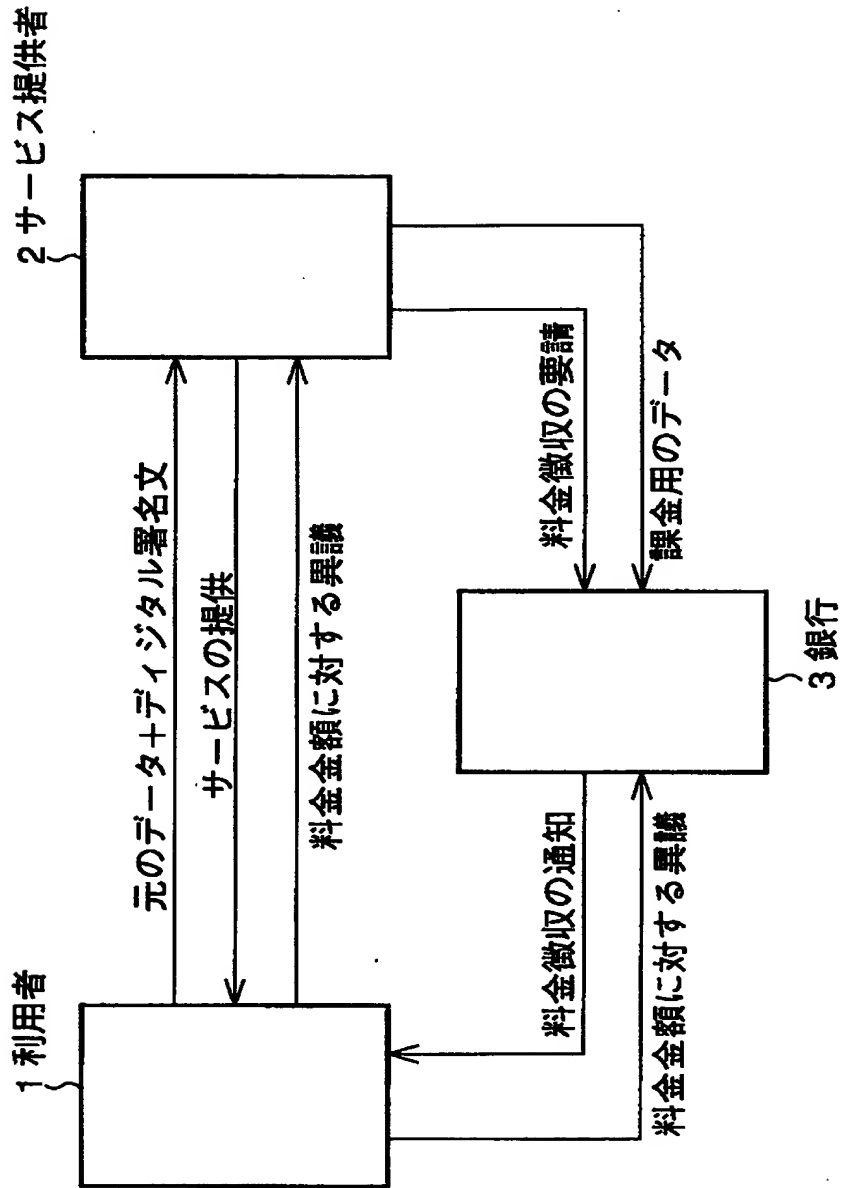 1 利用者
2 サービス提供者
元のデータ+ディジタル署名文
サービスの提供
料金金額に対する異議
料金徴収の通知
料金徴収の要請
料金金額に対する異議
課金用のデータ
3 銀行